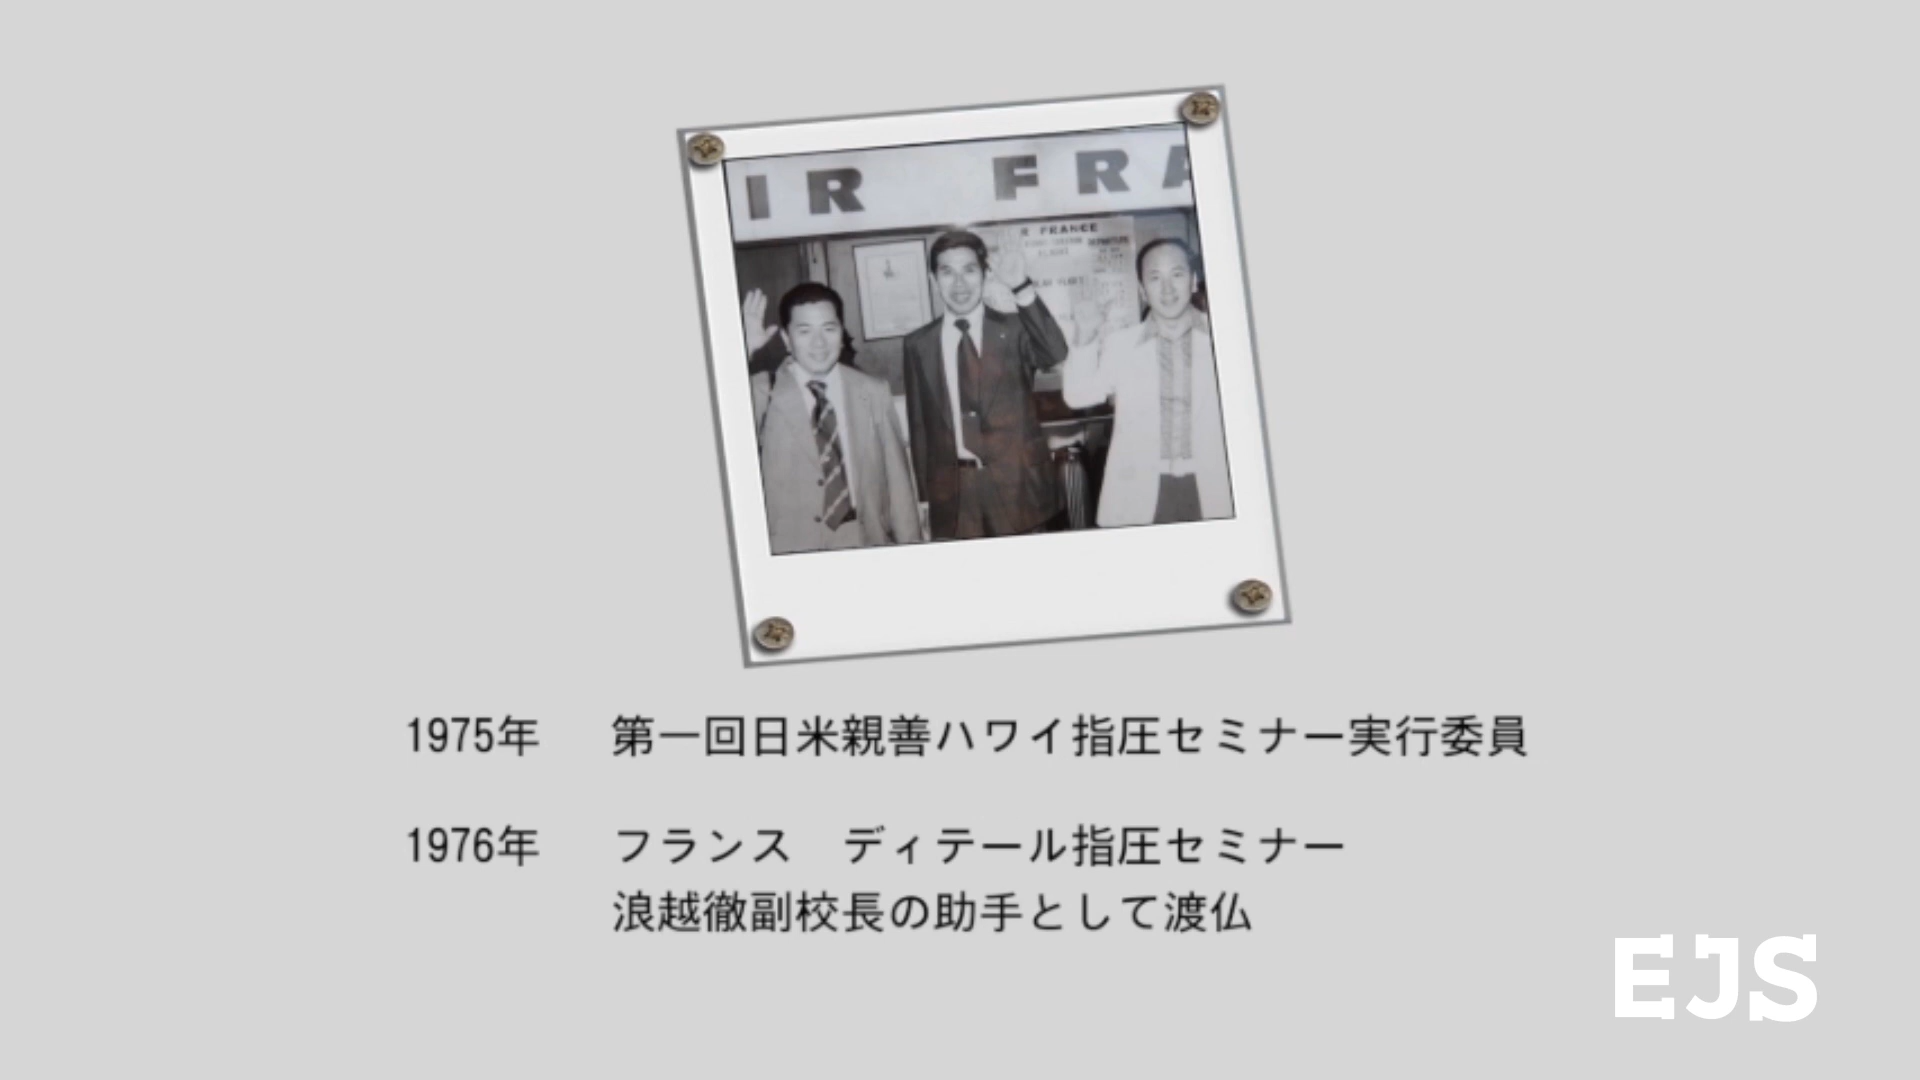 IR FRA
R FRANCE
1975年 第一回日米親善ハワイ指圧セミナー実行委員
1976年 フランス ディテール指圧セミナー
浪越徹副校長の助手として渡仏
EJS